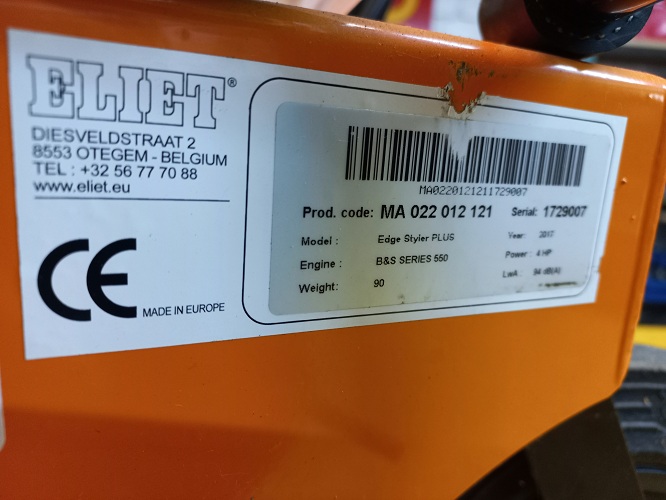 ELIET®
DIESVELDSTRAAT 2
8553 OTEGEM - BELGIUM
TEL : +32 56 77 70 88
www.eliet.eu
CE MADE IN EUROPE
MA0220121211729007
Prod. code: MA 022 012 121 Serial: 1729007
Model : Edge Styler PLUS Year: 2017
Engine : B&S SERIES 550 Power: 4 HP
Weight: 90 LwA: 94 dB(A)